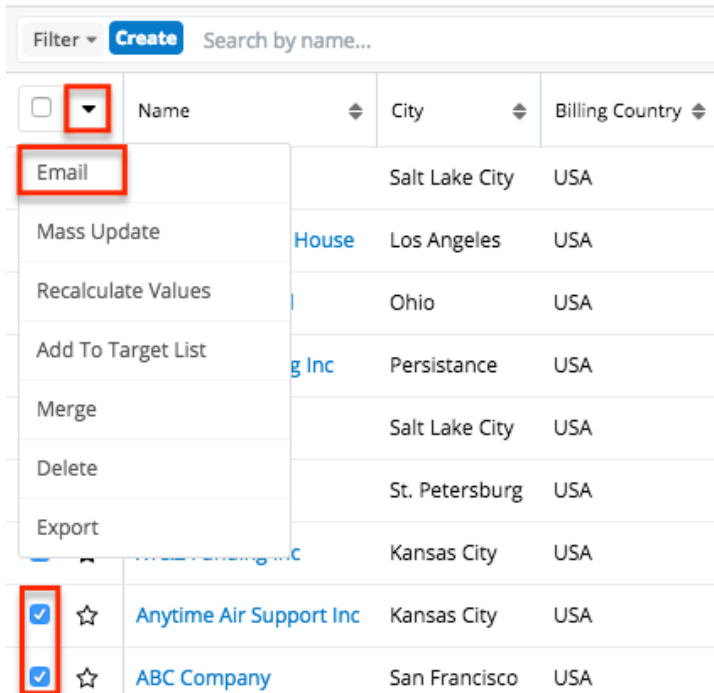 Filter Create Search by name...
Name City Billing Country
Email Salt Lake City USA
Mass Update House Los Angeles USA
Recalculate Values Ohio USA
Add To Target List g Inc Persistance USA
Merge Salt Lake City USA
Delete St. Petersburg USA
Export Inc Kansas City USA
Anytime Air Support Inc Kansas City USA
ABC Company San Francisco USA